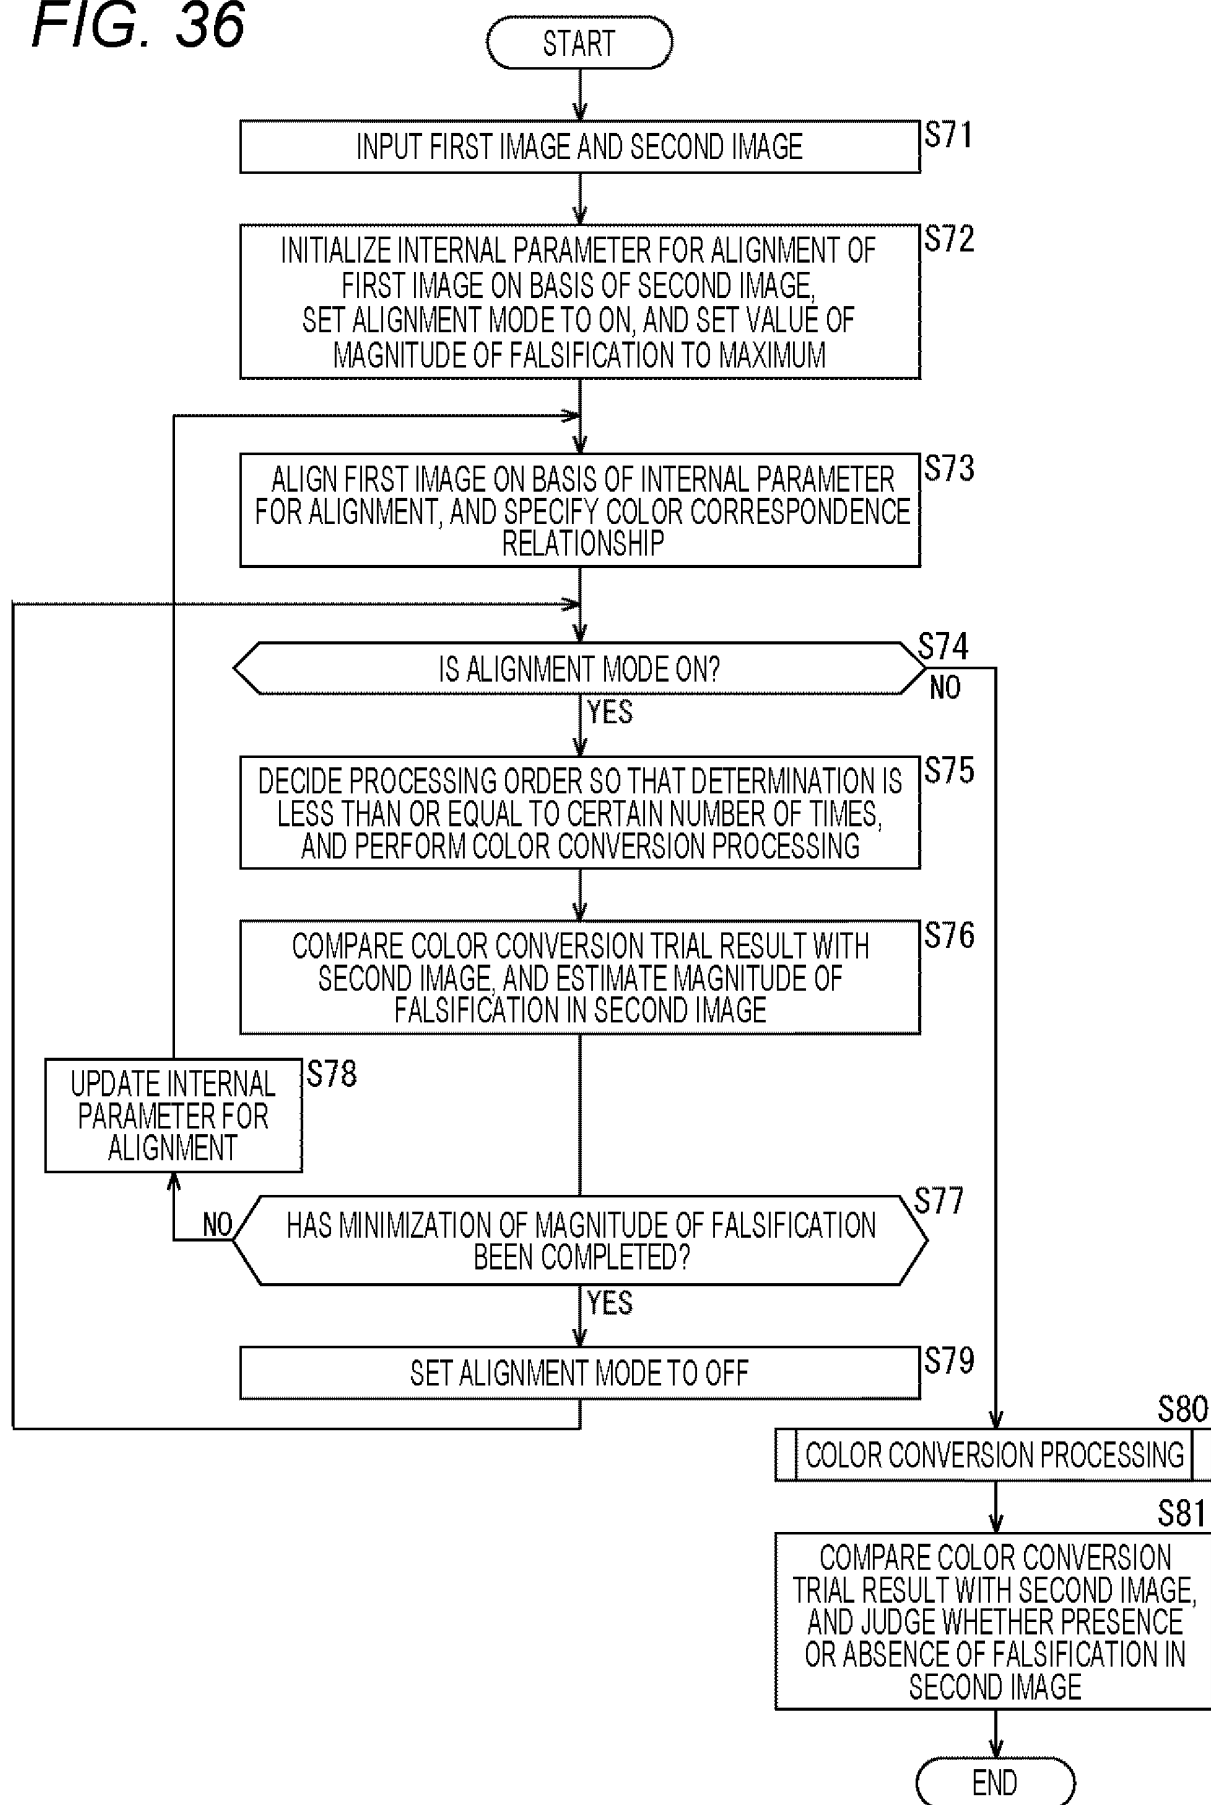 FIG. 36
START
S71
INPUT FIRST IMAGE AND SECOND IMAGE
S72
INITIALIZE INTERNAL PARAMETER FOR ALIGNMENT OF
FIRST IMAGE ON BASIS OF SECOND IMAGE,
SET ALIGNMENT MODE TO ON, AND SET VALUE OF
MAGNITUDE OF FALSIFICATION TO MAXIMUM
S73
ALIGN FIRST IMAGE ON BASIS OF INTERNAL PARAMETER
FOR ALIGNMENT, AND SPECIFY COLOR CORRESPONDENCE
RELATIONSHIP
S74
IS ALIGNMENT MODE ON?
NO
YES
S75
DECIDE PROCESSING ORDER SO THAT DETERMINATION IS
LESS THAN OR EQUAL TO CERTAIN NUMBER OF TIMES,
AND PERFORM COLOR CONVERSION PROCESSING
S76
COMPARE COLOR CONVERSION TRIAL RESULT WITH
SECOND IMAGE, AND ESTIMATE MAGNITUDE OF
FALSIFICATION IN SECOND IMAGE
S78
UPDATE INTERNAL
PARAMETER FOR
ALIGNMENT
S77
NO
HAS MINIMIZATION OF MAGNITUDE OF FALSIFICATION
BEEN COMPLETED?
YES
S79
SET ALIGNMENT MODE TO OFF
S80
COLOR CONVERSION PROCESSING
S81
COMPARE COLOR CONVERSION
TRIAL RESULT WITH SECOND IMAGE,
AND JUDGE WHETHER PRESENCE
OR ABSENCE OF FALSIFICATION IN
SECOND IMAGE
END